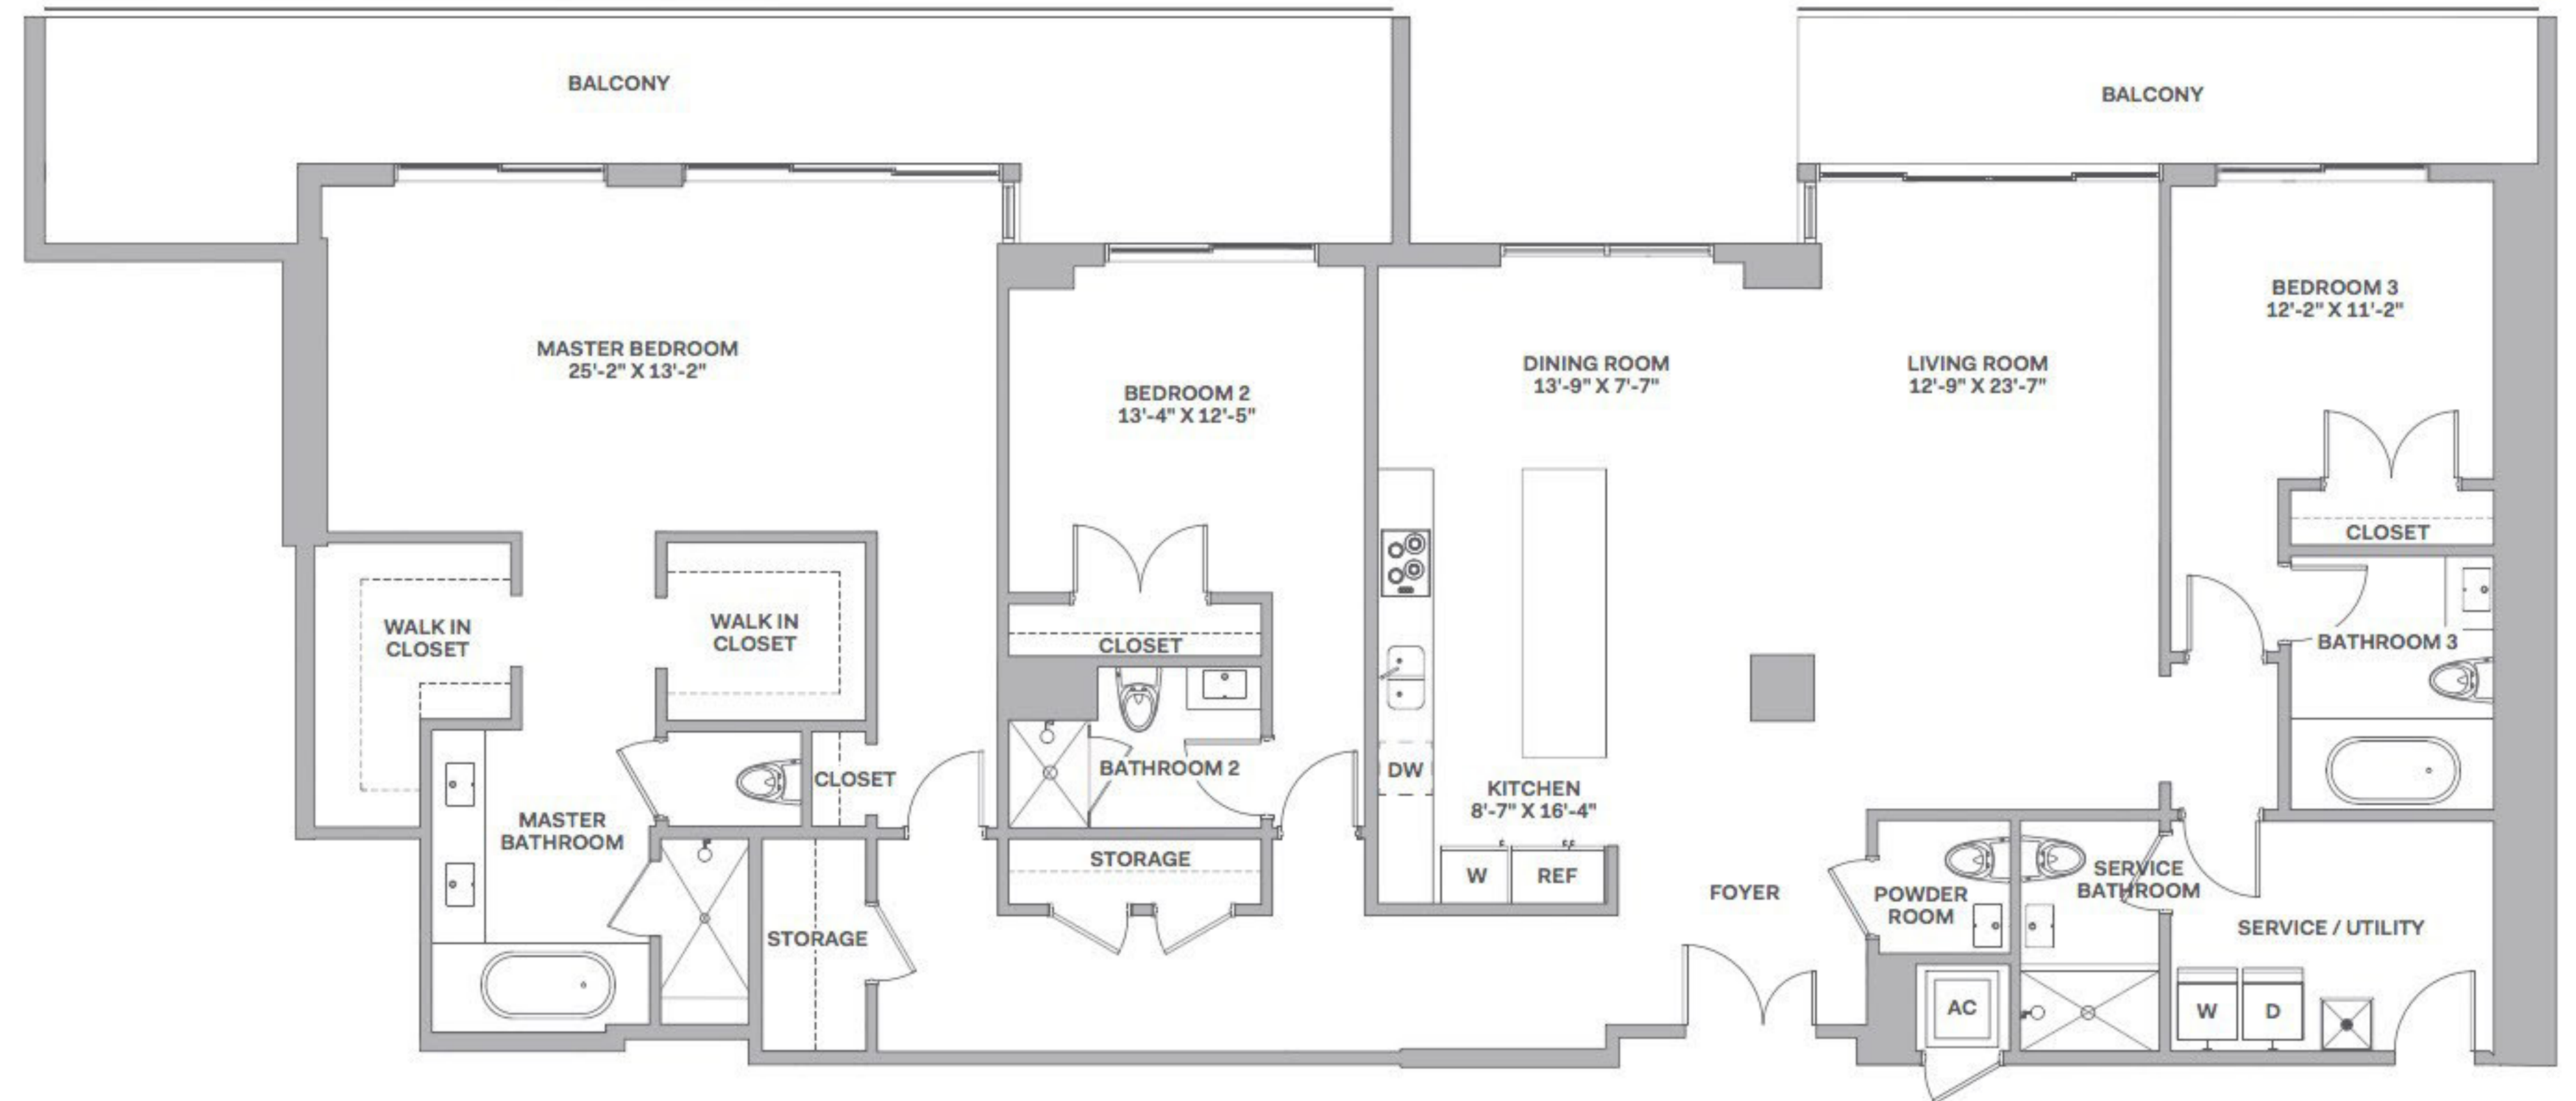 BALCONY
BALCONY
MASTER BEDROOM
25'-2" X 13'-2"
BEDROOM 2
13'-4" X 12'-5"
DINING ROOM
13'-9" X 7'-7"
LIVING ROOM
12'-9" X 23'-7"
BEDROOM 3
12'-2" X 11'-2"
CLOSET
WALK IN
CLOSET
WALK IN
CLOSET
CLOSET
BATHROOM 3
CLOSET
BATHROOM 2
DW
KITCHEN
8'-7" X 16'-4"
MASTER
BATHROOM
STORAGE
W
REF
FOYER
POWDER
ROOM
SERVICE
BATHROOM
STORAGE
SERVICE / UTILITY
AC
W
D